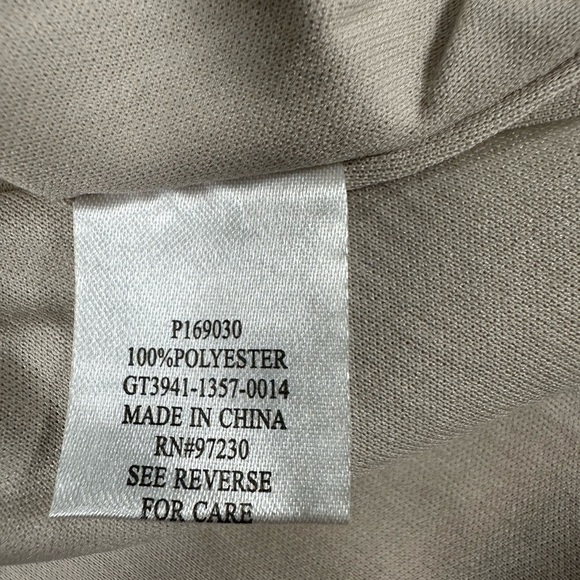 P169030
100%POLYESTER
GT3941-1357-0014
MADE IN CHINA
RN#97230
SEE REVERSE
FOR CARE